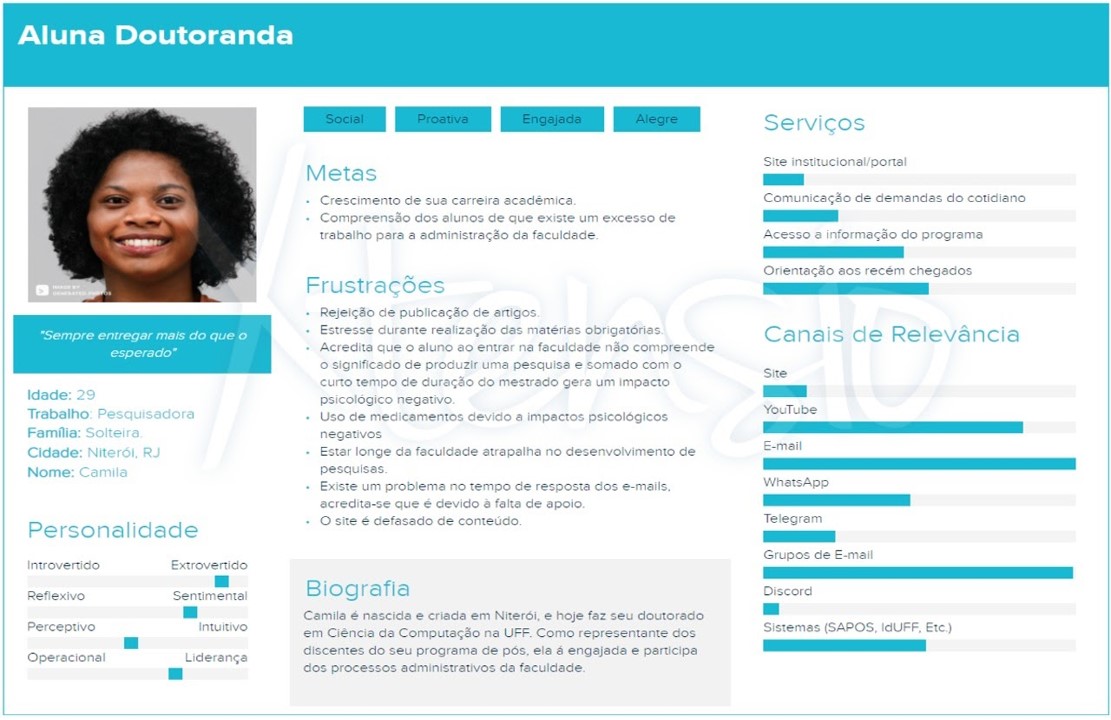 Aluna Doutoranda
"Sempre entregar mais do que o
esperado"
Idade: 29
Trabalho: Pesquisadora
Família: Solteira.
Cidade: Niterói, RJ
Nome: Camila
Personalidade
Introvertido Extrovertido
Reflexivo Sentimental
Perceptivo Intuitivo
Operacional Liderança
Social Proativa Engajada Alegre
Metas
• Crescimento de sua carreira acadêmica.
• Compreensão dos alunos de que existe um excesso de
trabalho para a administração da faculdade.
Frustrações
• Rejeição de publicação de artigos.
• Estresse durante realização das matérias obrigatórias.
• Acredita que o aluno ao entrar na faculdade não compreende
o significado de produzir uma pesquisa e somado com o
curto tempo de duração do mestrado gera um impacto
psicológico negativo.
• Uso de medicamentos devido a impactos psicológicos
negativos
• Estar longe da faculdade atrapalha no desenvolvimento de
pesquisas.
• Existe um problema no tempo de resposta dos e-mails,
acredita-se que é devido à falta de apoio.
• O site é defasado de conteúdo.
Biografia
Camila é nascida e criada em Niterói, e hoje faz seu doutorado
em Ciência da Computação na UFF. Como representante dos
discentes do seu programa de pós, ela á engajada e participa
dos processos administrativos da faculdade.
Serviços
Site institucional/portal
Comunicação de demandas do cotidiano
Acesso a informação do programa
Orientação aos recém chegados
Canais de Relevância
Site
YouTube
E-mail
WhatsApp
Telegram
Grupos de E-mail
Discord
Sistemas (SAPOS, IdUFF, Etc.)